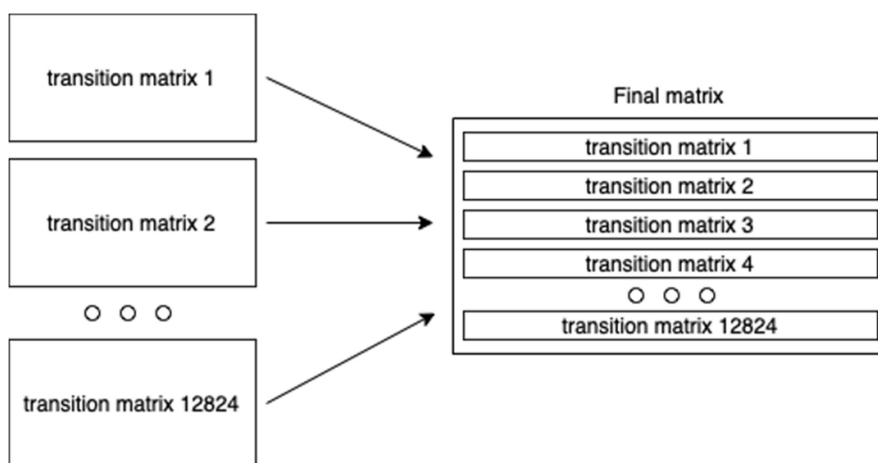 transition matrix 1
transition matrix 2
transition matrix 12824
Final matrix
transition matrix 1
transition matrix 2
transition matrix 3
transition matrix 4
transition matrix 12824